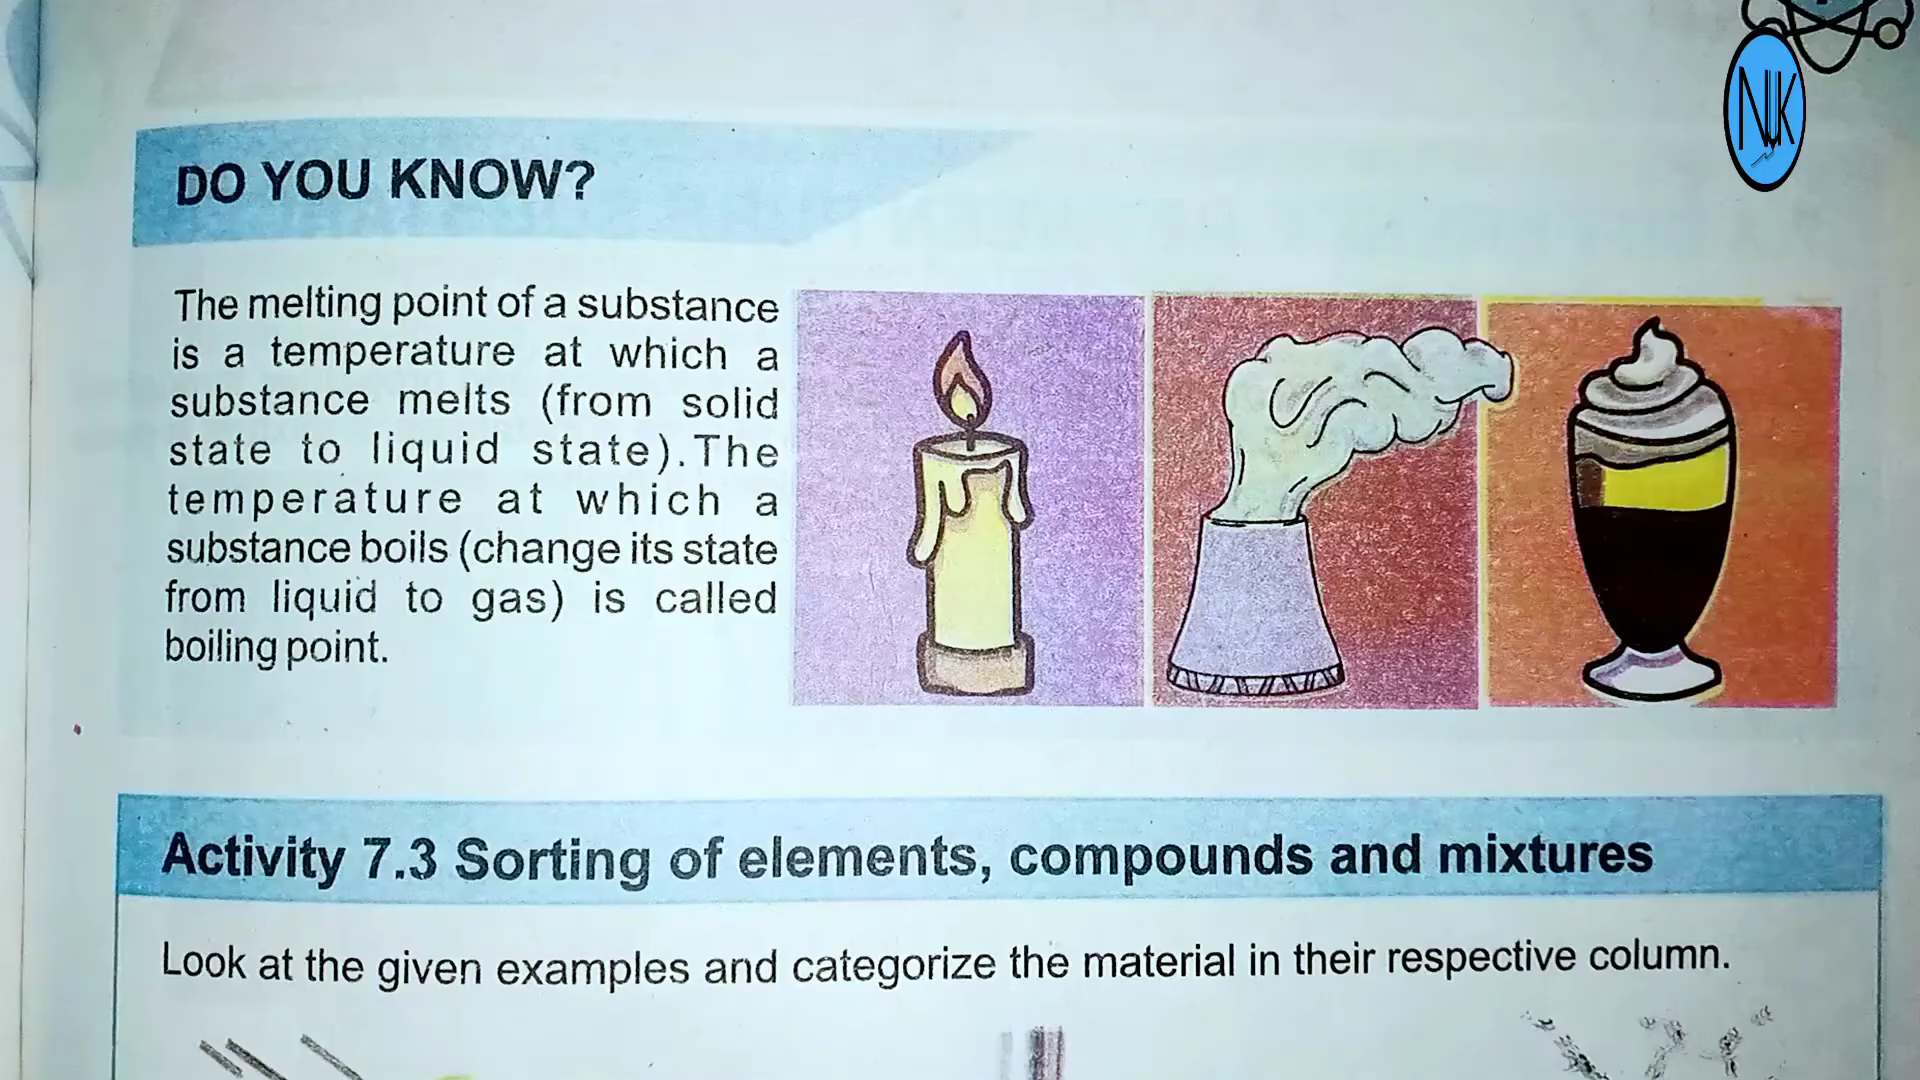 NUK
DO YOU KNOW?
The melting point of a substance
is a temperature at which a
substance melts (from solid
state to liquid state).The
temperature at which a
substance boils (change its state
from liquid to gas) is called
boiling point.
Activity 7.3 Sorting of elements, compounds and mixtures
Look at the given examples and categorize the material in their respective column.